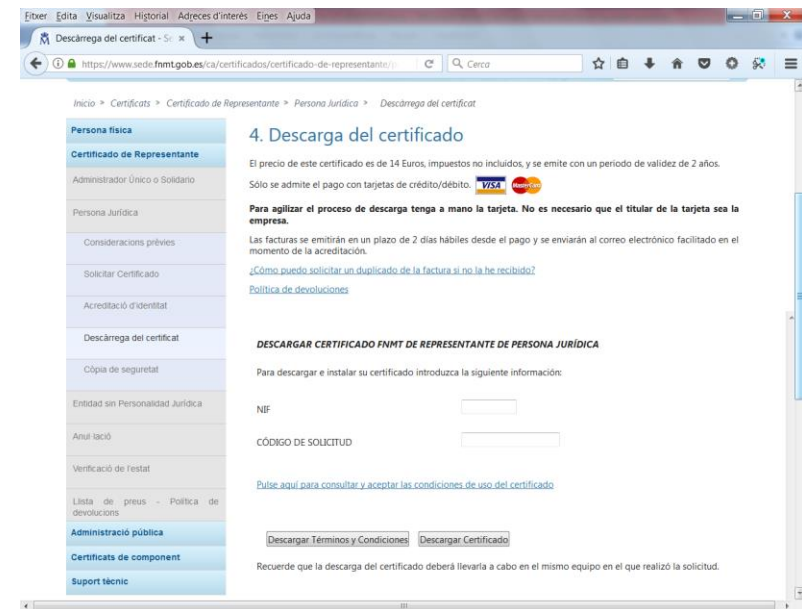 Fitxer Edita Visualitza Historial Adreces d'interès Eines Ajuda
Descàrrega del certificat - S
https://www.sede.fnmt.gob.es/ca/certificados/certificado-de-representante/
Cerca
Inicio > Certificats > Certificado de Representante > Persona Jurídica > Descàrrega del certificat
Persona física
Certificado de Representante
Administrador Único o Solidario
Persona Jurídica
Consideracions prèvies
Solicitar Certificado
Acreditació d'identitat
Descàrrega del certificat
Còpia de seguretat
Entidad sin Personalidad Jurídica
Anul·lació
Verificació de l'estat
Llista de preus - Política de
devolucions
Administració pública
Certificats de component
Suport tècnic
4. Descarga del certificado
El precio de este certificado es de 14 Euros, impuestos no incluidos, y se emite con un periodo de validez de 2 años.
Sólo se admite el pago con tarjetas de crédito/débito. VISA MasterCard
Para agilizar el proceso de descarga tenga a mano la tarjeta. No es necesario que el titular de la tarjeta sea la
empresa.
Las facturas se emitirán en un plazo de 2 días hábiles desde el pago y se enviarán al correo electrónico facilitado en el
momento de la acreditación.
¿Cómo puedo solicitar un duplicado de la factura si no la he recibido?
Política de devoluciones
DESCARGAR CERTIFICADO FNMT DE REPRESENTANTE DE PERSONA JURÍDICA
Para descargar e instalar su certificado introduzca la siguiente información:
NIF
CÓDIGO DE SOLICITUD
Pulse aquí para consultar y aceptar las condiciones de uso del certificado
Descargar Términos y Condiciones Descargar Certificado
Recuerde que la descarga del certificado deberá llevarla a cabo en el mismo equipo en el que realizó la solicitud.